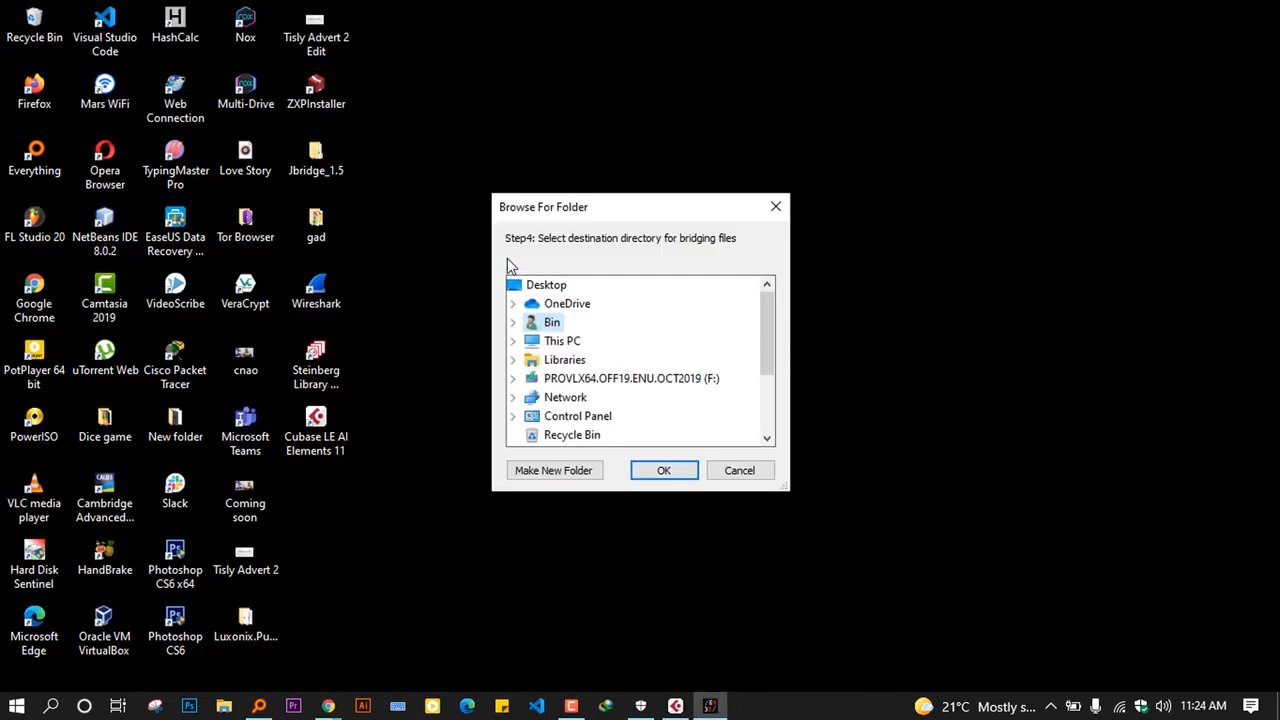 Recycle Bin
Visual Studio
Code
HashCalc
Nox
Tisly Advert 2
Edit
Firefox
Mars WiFi
Web
Connection
Multi-Drive
ZXPInstaller
Everything
Opera
Browser
TypingMaster
Pro
Love Story
Jbridge_1.5
FL Studio 20
NetBeans IDE
8.0.2
EaseUS Data
Recovery ...
Tor Browser
gad
Google
Chrome
Camtasia
2019
VideoScribe
VeraCrypt
Wireshark
PotPlayer 64
bit
uTorrent Web
Cisco Packet
Tracer
cnao
Steinberg
Library ...
PowerISO
Dice game
New folder
Microsoft
Teams
Cubase LE AI
Elements 11
VLC media
player
Cambridge
Advanced...
Slack
Coming
soon
Hard Disk
Sentinel
HandBrake
Photoshop
CS6 x64
Tisly Advert 2
Microsoft
Edge
Oracle VM
VirtualBox
Photoshop
CS6
Luxonix.Pu...
Browse For Folder
Step4: Select destination directory for bridging files
Desktop
OneDrive
Bin
This PC
Libraries
PROVLX64.OFF19.ENU.OCT2019 (F:)
Network
Control Panel
Recycle Bin
Make New Folder
OK
Cancel
21°C Mostly s...
11:24 AM